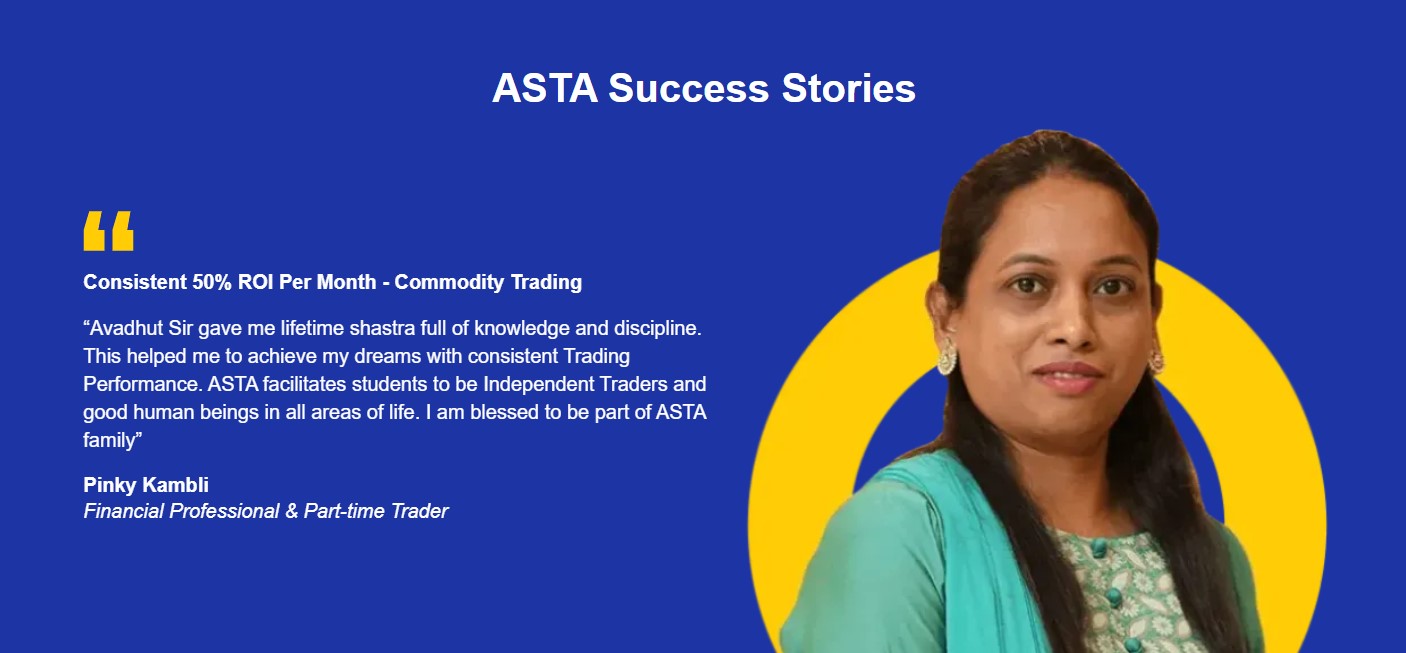 ASTA Success Stories
Consistent 50% ROI Per Month - Commodity Trading
“Avadhut Sir gave me lifetime shastra full of knowledge and discipline.
This helped me to achieve my dreams with consistent Trading
Performance. ASTA facilitates students to be Independent Traders and
good human beings in all areas of life. I am blessed to be part of ASTA
family”
Pinky Kambli
Financial Professional & Part-time Trader